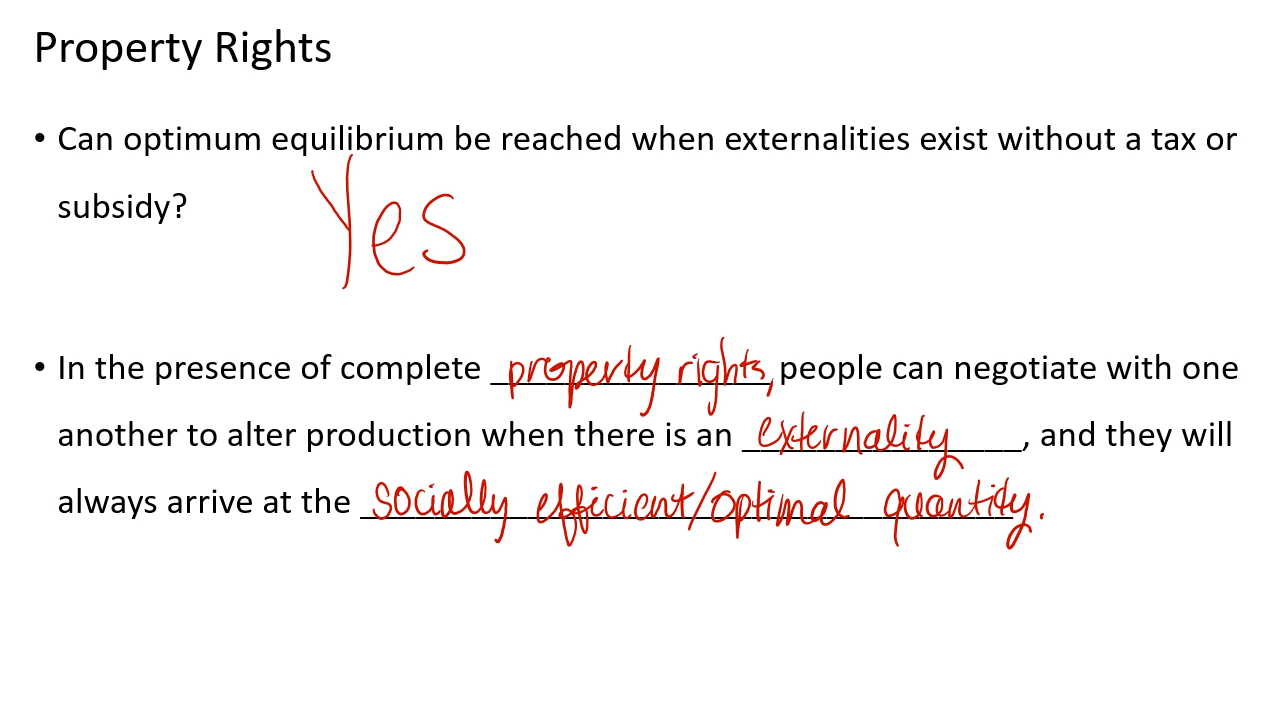 Property Rights
• Can optimum equilibrium be reached when externalities exist without a tax or
subsidy? Yes
• In the presence of complete property rights, people can negotiate with one
another to alter production when there is an externality, and they will
always arrive at the socially efficient/optimal quantity.